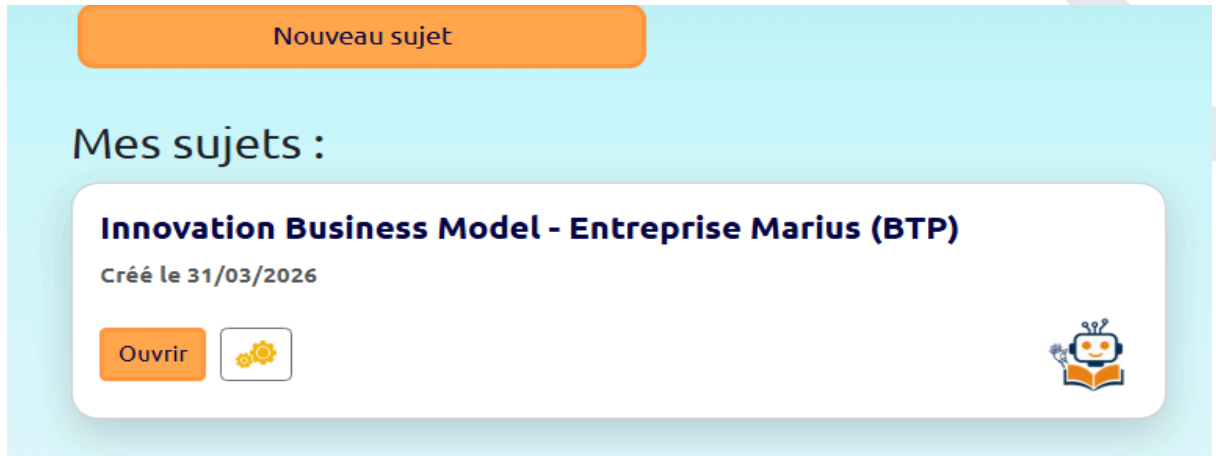 Nouveau sujet
Mes sujets :
Innovation Business Model - Entreprise Marius (BTP)
Créé le 31/03/2026
Ouvrir